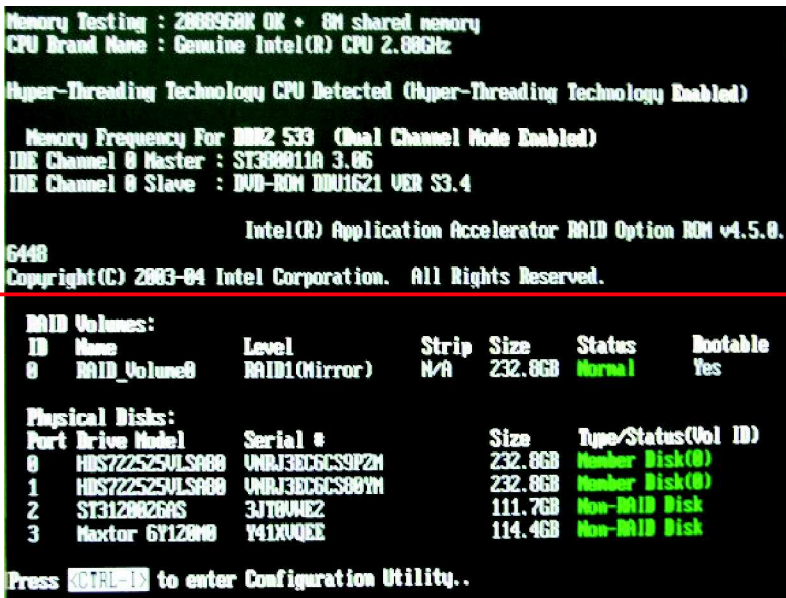 Memory Testing : 2088960K OK + 8M shared memory
CPU Brand Name : Genuine Intel(R) CPU 2.80GHz
Hyper-Threading Technology CPU Detected (Hyper-Threading Technology Enabled)
Memory Frequency For DDR2 533 (Dual Channel Mode Enabled)
IDE Channel 0 Master : ST380011A 3.06
IDE Channel 0 Slave : DVD-ROM DDU1621 VER S3.4
Intel(R) Application Accelerator RAID Option ROM v4.5.0.
6448
Copyright(C) 2003-04 Intel Corporation. All Rights Reserved.
RAID Volumes:
ID Name Level Strip Size Status Bootable
0 RAID_Volume0 RAID1(Mirror) N/A 232.8GB Normal Yes
Physical Disks:
Port Drive Model Serial # Size Type/Status(Vol ID)
0 HDS722525VLSA80 VNRJ3EC6CS9P2M 232.8GB Member Disk(0)
1 HDS722525VLSA80 VNRJ3EC6CS80YM 232.8GB Member Disk(0)
2 ST3120026AS 3JT0VWE2 111.7GB Non-RAID Disk
3 Maxtor 6Y120M0 Y41XVQEE 114.4GB Non-RAID Disk
Press <CTRL-I> to enter Configuration Utility..